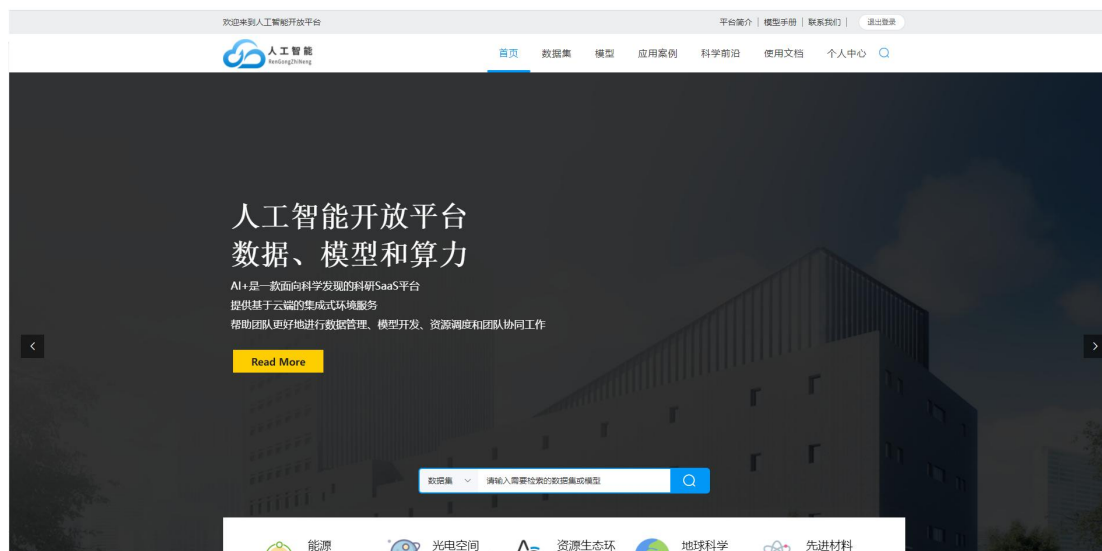 欢迎来到人工智能开放平台
平台简介 | 模型手册 | 联系我们 | 退出登录
人工智能
RenGongZhiNeng
首页 数据集 模型 应用案例 科学前沿 使用文档 个人中心
人工智能开放平台
数据、模型和算力
AI+是一款面向科学发现的科研SaaS平台
提供基于云端的集成式环境服务
帮助团队更好地进行数据管理、模型开发、资源调度和团队协同工作
Read More
数据集 请输入需要检索的数据集或模型
能源 光电空间 资源生态环 地球科学 先进材料